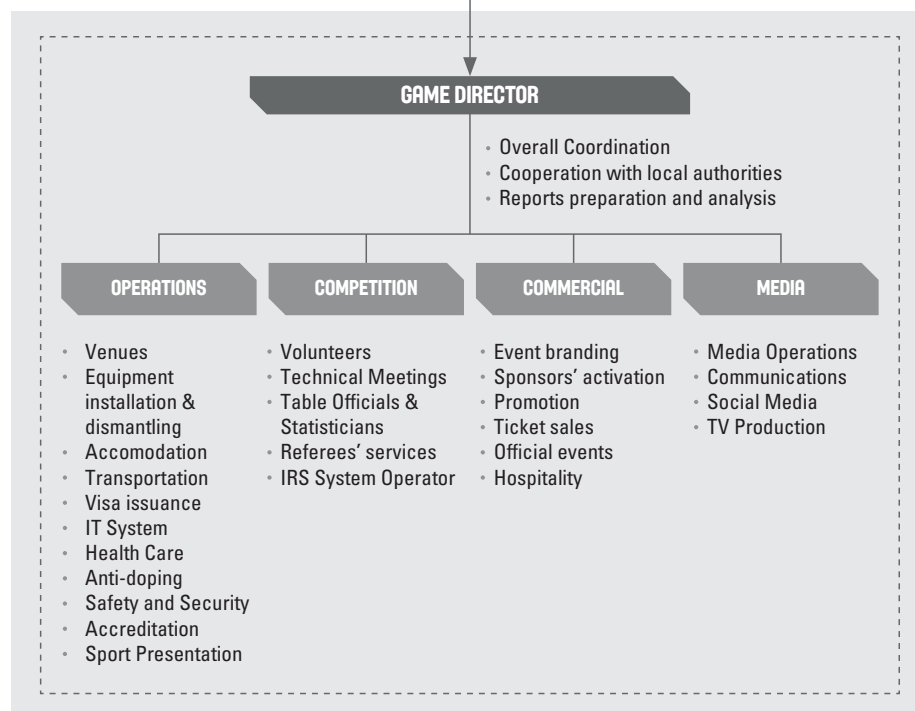 GAME DIRECTOR
• Overall Coordination
• Cooperation with local authorities
• Reports preparation and analysis
OPERATIONS
• Venues
• Equipment
installation &
dismantling
• Accomodation
• Transportation
• Visa issuance
• IT System
• Health Care
• Anti-doping
• Safety and Security
• Accreditation
• Sport Presentation
COMPETITION
• Volunteers
• Technical Meetings
• Table Officials &
Statisticians
• Referees’ services
• IRS System Operator
COMMERCIAL
• Event branding
• Sponsors’ activation
• Promotion
• Ticket sales
• Official events
• Hospitality
MEDIA
• Media Operations
• Communications
• Social Media
• TV Production